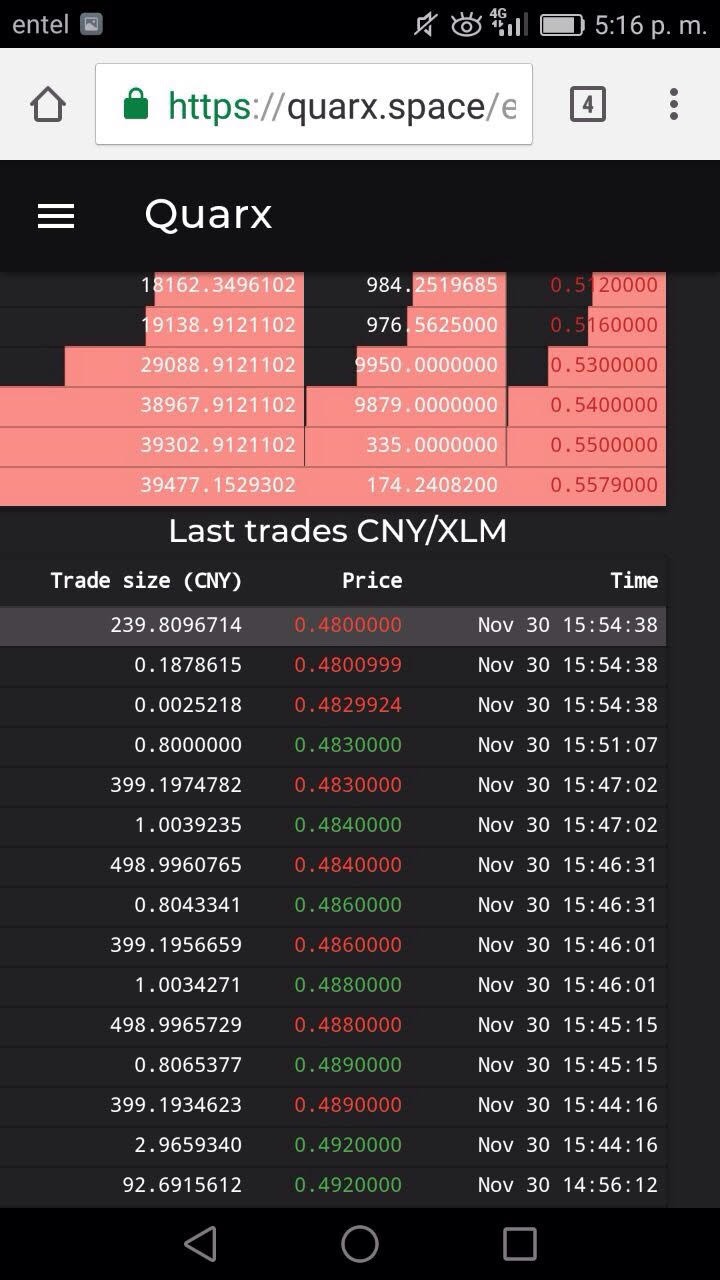 entel 4G 5:16 p. m.
https://quarx.space/e 4
Quarx
18162.3496102 984.2519685 0.5120000
19138.9121102 976.5625000 0.5160000
29088.9121102 9950.0000000 0.5300000
38967.9121102 9879.0000000 0.5400000
39302.9121102 335.0000000 0.5500000
39477.1529302 174.2408200 0.5579000
Last trades CNY/XLM
Trade size (CNY) Price Time
239.8096714 0.4800000 Nov 30 15:54:38
0.1878615 0.4800999 Nov 30 15:54:38
0.0025218 0.4829924 Nov 30 15:54:38
0.8000000 0.4830000 Nov 30 15:51:07
399.1974782 0.4830000 Nov 30 15:47:02
1.0039235 0.4840000 Nov 30 15:47:02
498.9960765 0.4840000 Nov 30 15:46:31
0.8043341 0.4860000 Nov 30 15:46:31
399.1956659 0.4860000 Nov 30 15:46:01
1.0034271 0.4880000 Nov 30 15:46:01
498.9965729 0.4880000 Nov 30 15:45:15
0.8065377 0.4890000 Nov 30 15:45:15
399.1934623 0.4890000 Nov 30 15:44:16
2.9659340 0.4920000 Nov 30 15:44:16
92.6915612 0.4920000 Nov 30 14:56:12